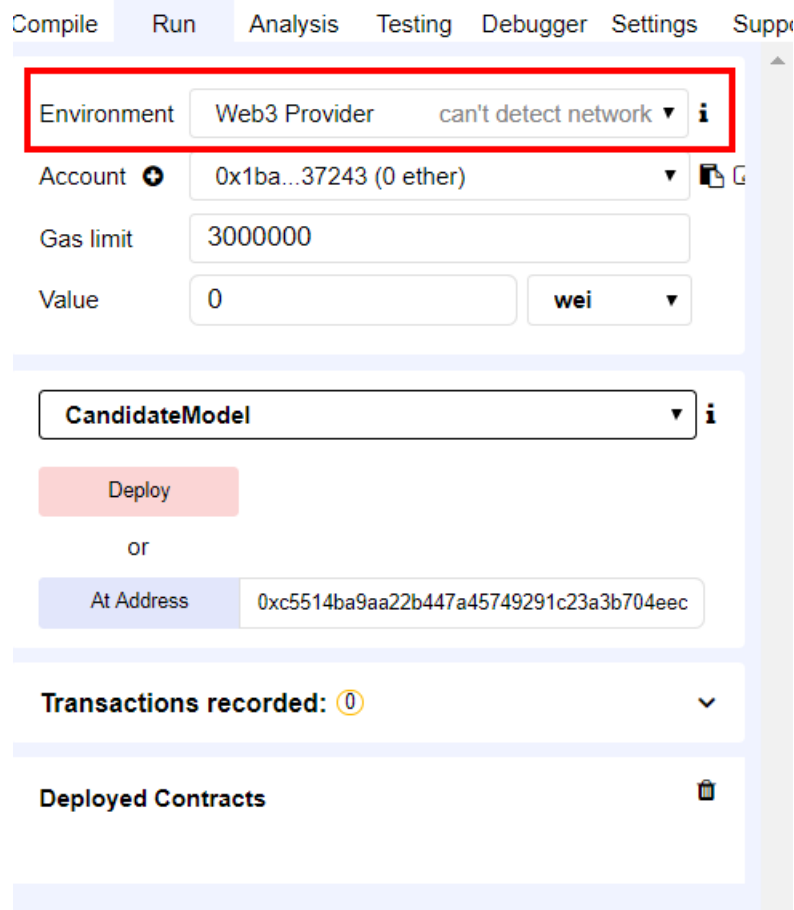 Compile Run Analysis Testing Debugger Settings Suppo
Environment Web3 Provider can't detect network
Account 0x1ba...37243 (0 ether)
Gas limit 3000000
Value 0 wei
CandidateModel
Deploy
or
At Address 0xc5514ba9aa22b447a45749291c23a3b704eec
Transactions recorded: 0
Deployed Contracts